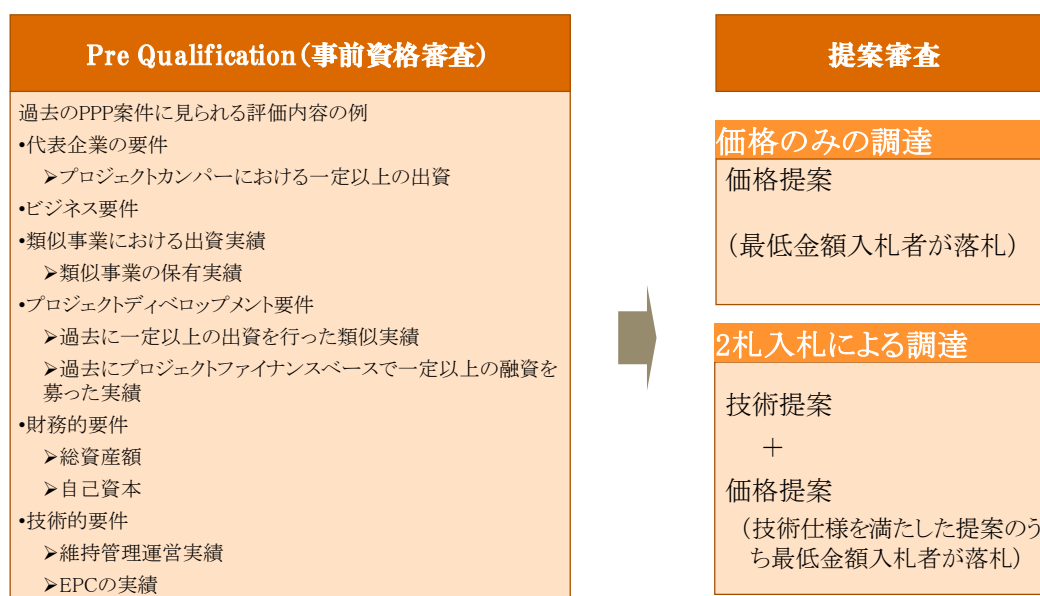 Pre Qualification(事前資格審査)
過去のPPP案件に見られる評価内容の例
•代表企業の要件
➤プロジェクトカンパーにおける一定以上の出資
•ビジネス要件
•類似事業における出資実績
➤類似事業の保有実績
•プロジェクトディベロップメント要件
➤過去に一定以上の出資を行った類似実績
➤過去にプロジェクトファイナンスベースで一定以上の融資を
募った実績
•財務的要件
➤総資産額
➤自己資本
•技術的要件
➤維持管理運営実績
➤EPCの実績
提案審査
価格のみの調達
価格提案
(最低金額入札者が落札)
2札入札による調達
技術提案
+
価格提案
(技術仕様を満たした提案のう
ち最低金額入札者が落札)